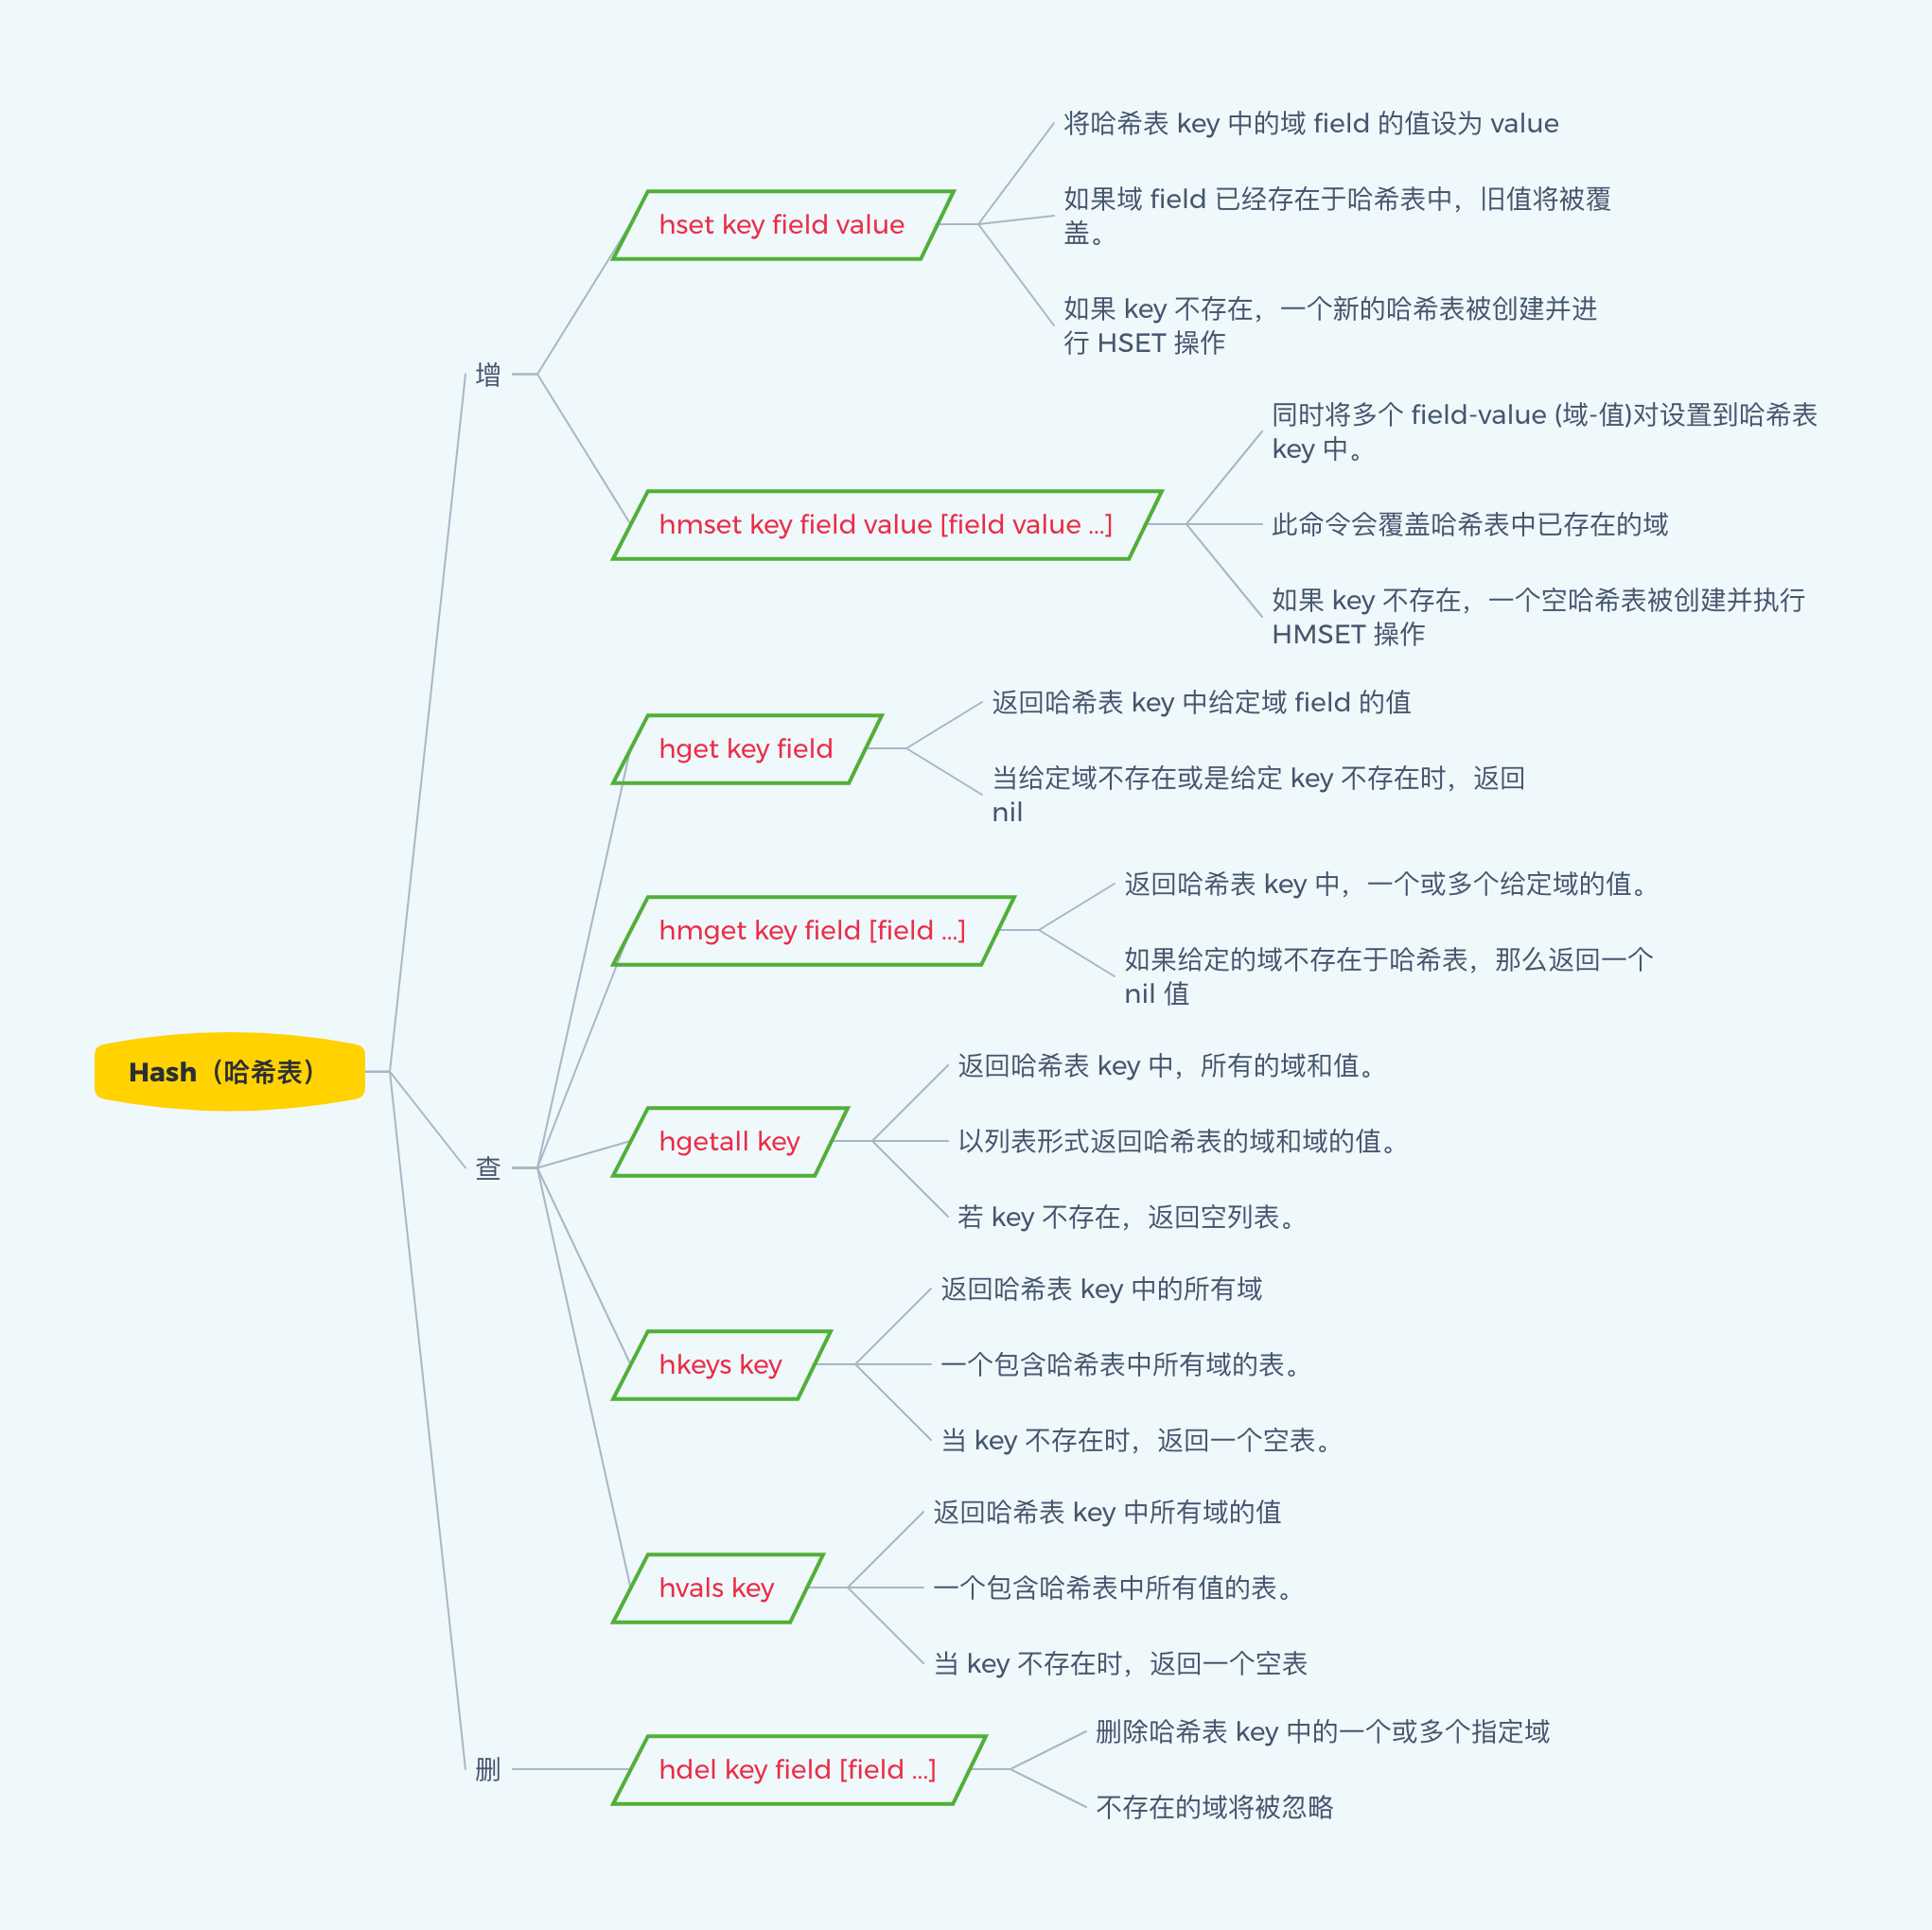 Hash（哈希表）
增
hset key field value
将哈希表 key 中的域 field 的值设为 value
如果域 field 已经存在于哈希表中，旧值将被覆
盖。
如果 key 不存在，一个新的哈希表被创建并进
行 HSET 操作
hmset key field value [field value ...]
同时将多个 field-value (域-值)对设置到哈希表
key 中。
此命令会覆盖哈希表中已存在的域
如果 key 不存在，一个空哈希表被创建并执行
HMSET 操作
查
hget key field
返回哈希表 key 中给定域 field 的值
当给定域不存在或是给定 key 不存在时，返回
nil
hmget key field [field ...]
返回哈希表 key 中，一个或多个给定域的值。
如果给定的域不存在于哈希表，那么返回一个
nil 值
hgetall key
返回哈希表 key 中，所有的域和值。
以列表形式返回哈希表的域和域的值。
若 key 不存在，返回空列表。
hkeys key
返回哈希表 key 中的所有域
一个包含哈希表中所有域的表。
当 key 不存在时，返回一个空表。
hvals key
返回哈希表 key 中所有域的值
一个包含哈希表中所有值的表。
当 key 不存在时，返回一个空表
删
hdel key field [field ...]
删除哈希表 key 中的一个或多个指定域
不存在的域将被忽略